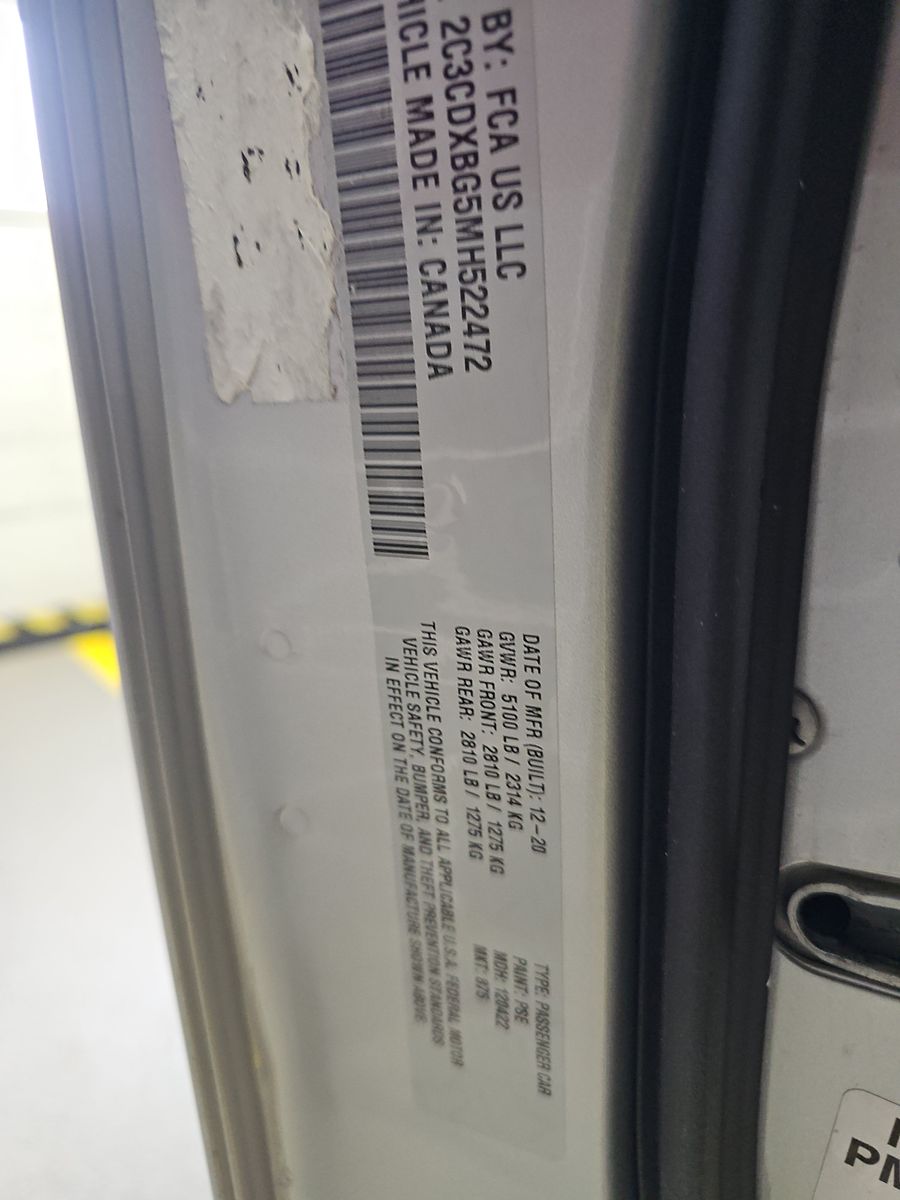 BY: FCA US LLC
2C3CDXBG5MH522472
HICLE MADE IN: CANADA
DATE OF MFR (BUILT): 12-20
GVWR: 5100 LB / 2314 KG
GAWR FRONT: 2810 LB / 1275 KG
GAWR REAR: 2810 LB / 1275 KG
TYPE: PASSENGER CAR
PAINT: PSE
MDH: 120422
MKT:
THIS VEHICLE CONFORMS TO ALL APPLICABLE U.S.A. FEDERAL MOTOR
VEHICLE SAFETY, BUMPER, AND THEFT PREVENTION STANDARDS
IN EFFECT ON THE DATE OF MANUFACTURE SHOWN ABOVE